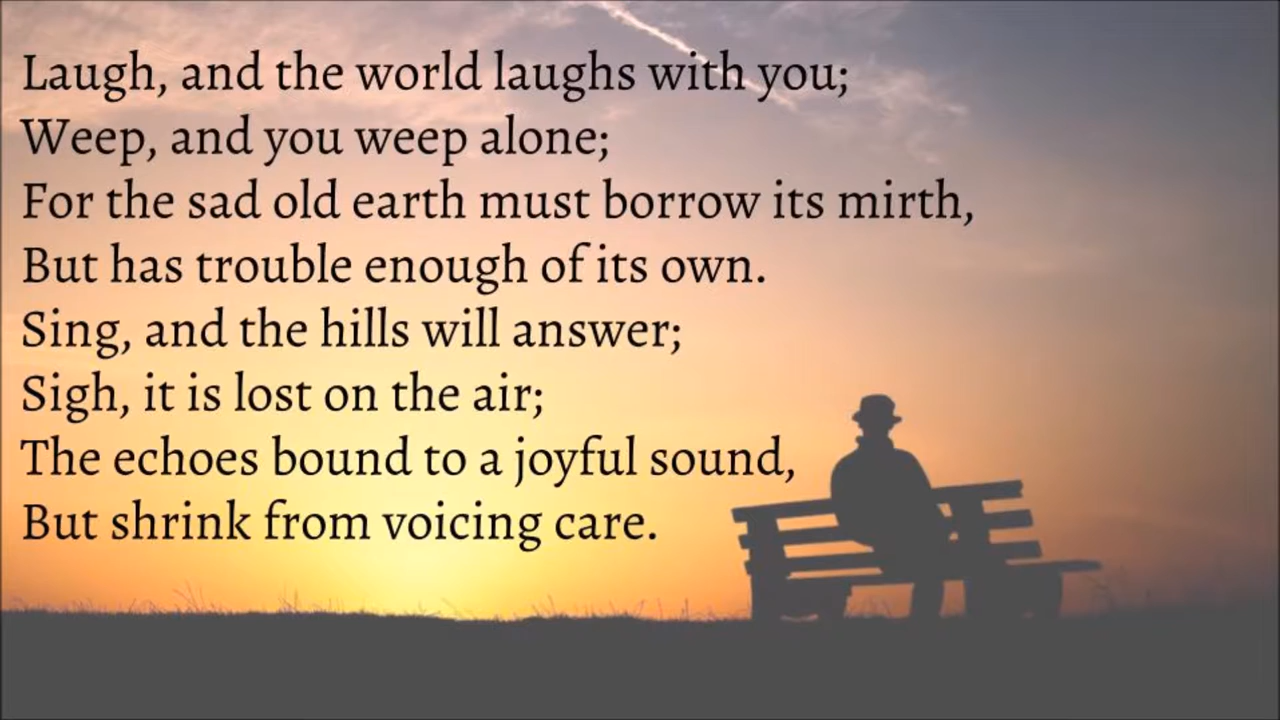 Laugh, and the world laughs with you;
Weep, and you weep alone;
For the sad old earth must borrow its mirth,
But has trouble enough of its own.
Sing, and the hills will answer;
Sigh, it is lost on the air;
The echoes bound to a joyful sound,
But shrink from voicing care.